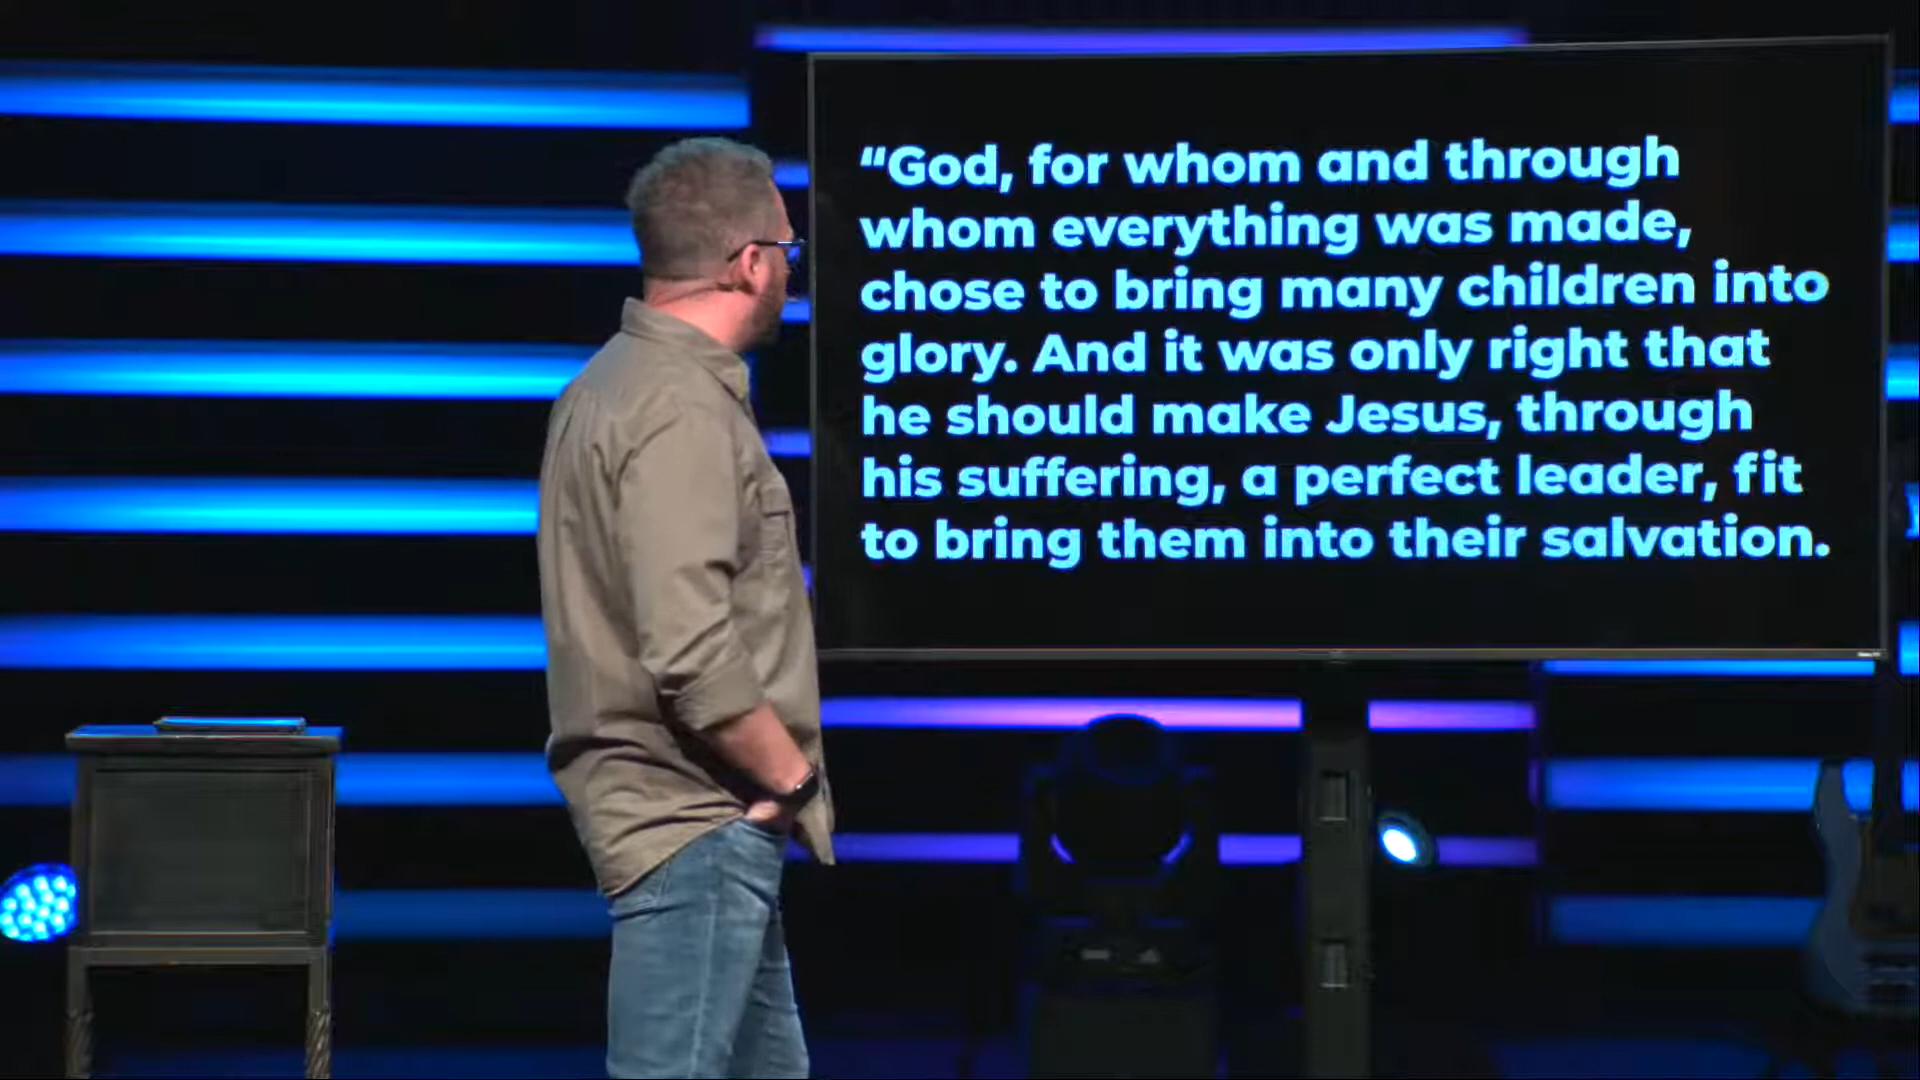 “God, for whom and through
whom everything was made,
chose to bring many children into
glory. And it was only right that
he should make Jesus, through
his suffering, a perfect leader, fit
to bring them into their salvation.